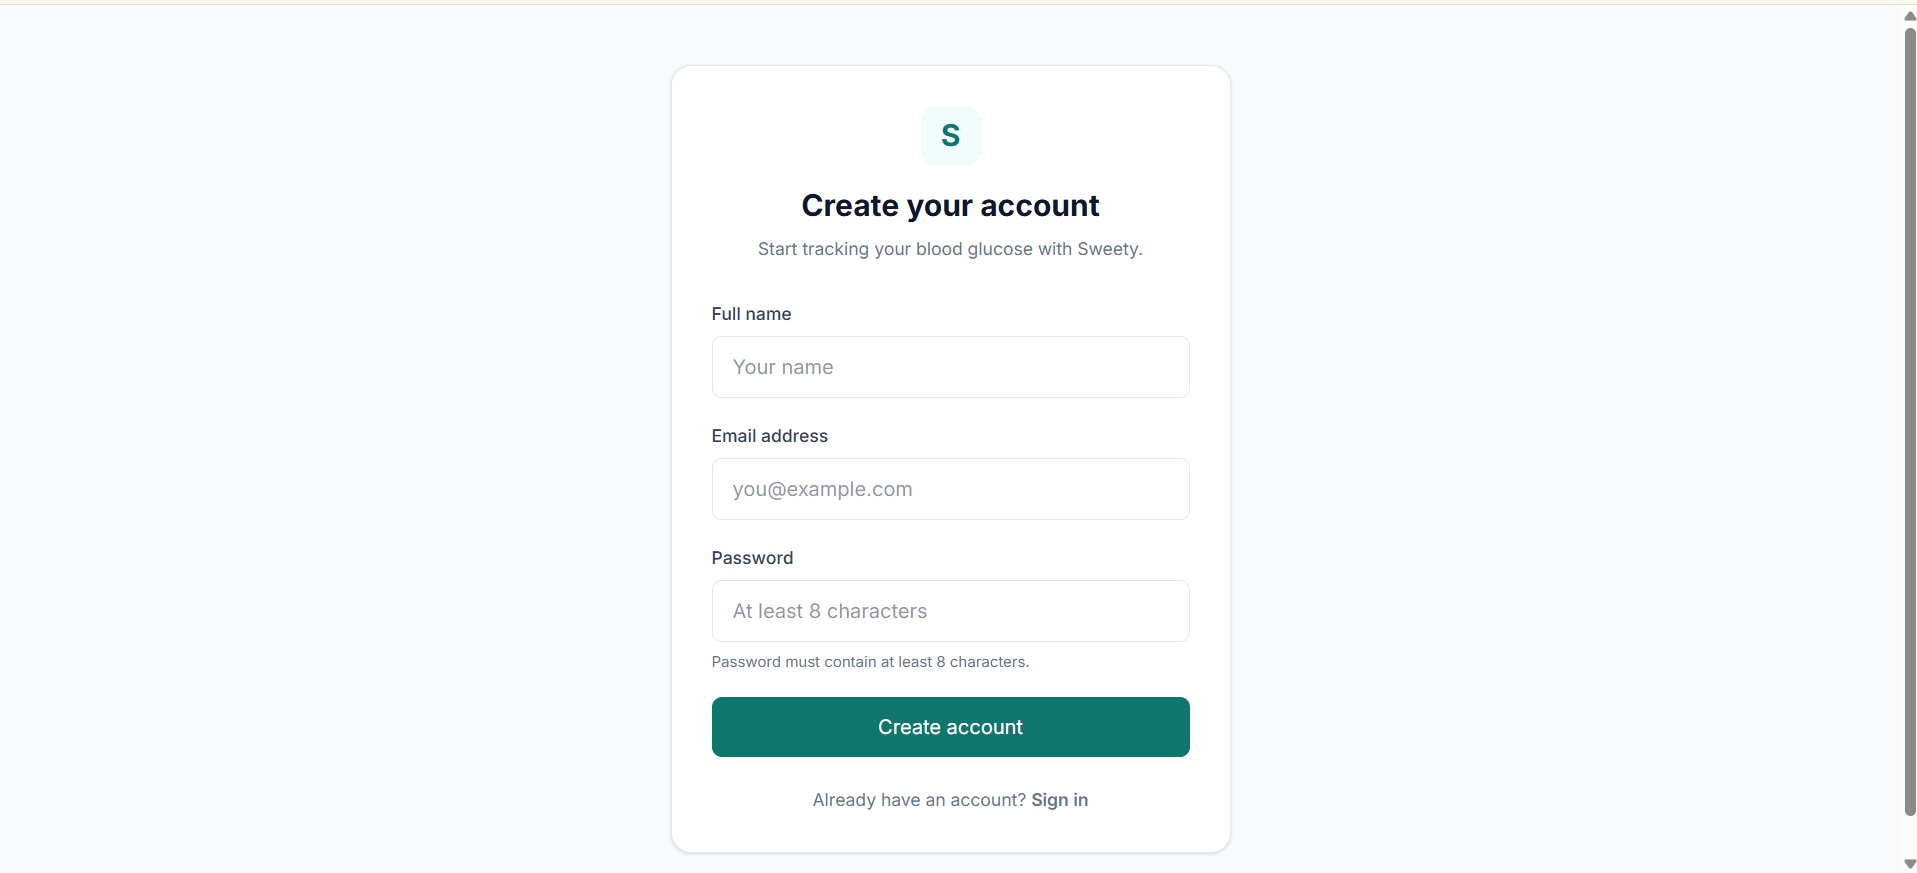 S
Create your account
Start tracking your blood glucose with Sweety.
Full name
Your name
Email address
you@example.com
Password
At least 8 characters
Password must contain at least 8 characters.
Create account
Already have an account? Sign in